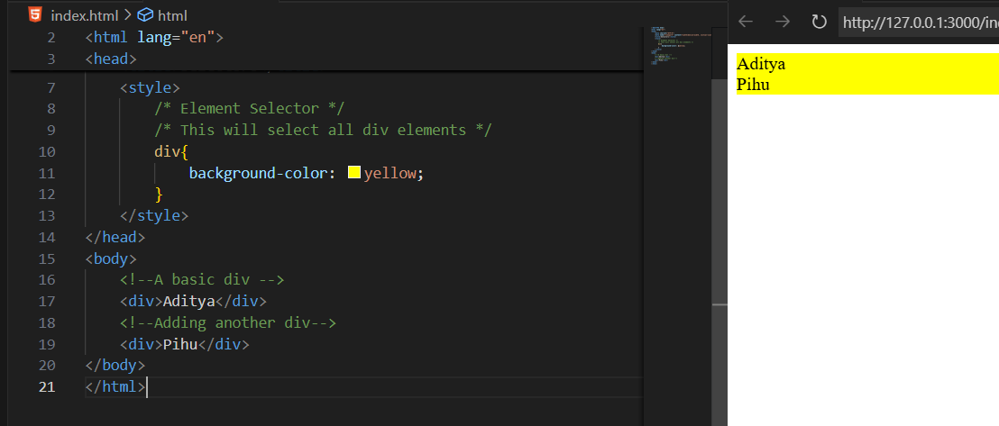 index.html > html
2 <html lang="en">
3 <head>
7 <style>
8 /* Element Selector */
9 /* This will select all div elements */
10 div{
11 background-color: yellow;
12 }
13 </style>
14 </head>
15 <body>
16 <!--A basic div -->
17 <div>Aditya</div>
18 <!--Adding another div-->
19 <div>Pihu</div>
20 </body>
21 </html>
http://127.0.0.1:3000/in
Aditya
Pihu